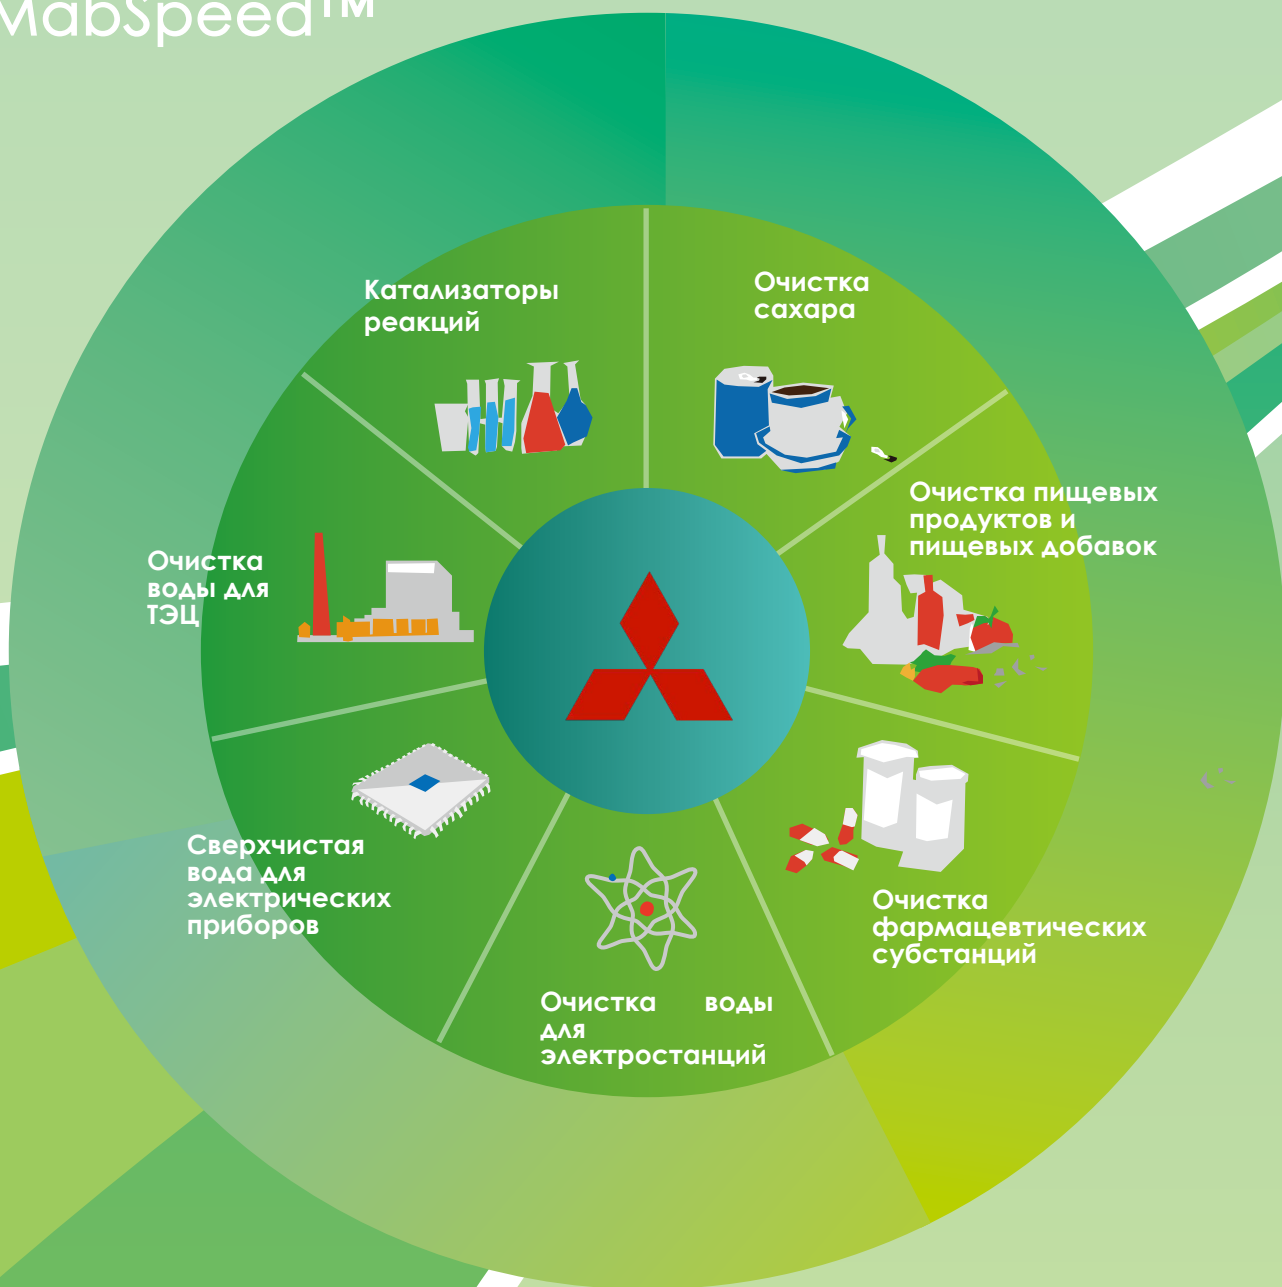 MabSpeed™
Катализаторы
реакций
Очистка
сахара
Очистка пищевых
продуктов и
пищевых добавок
Очистка
воды для
ТЭЦ
Сверхчистая
вода для
электрических
приборов
Очистка
фармацевтических
субстанций
Очистка воды
для
электростанций